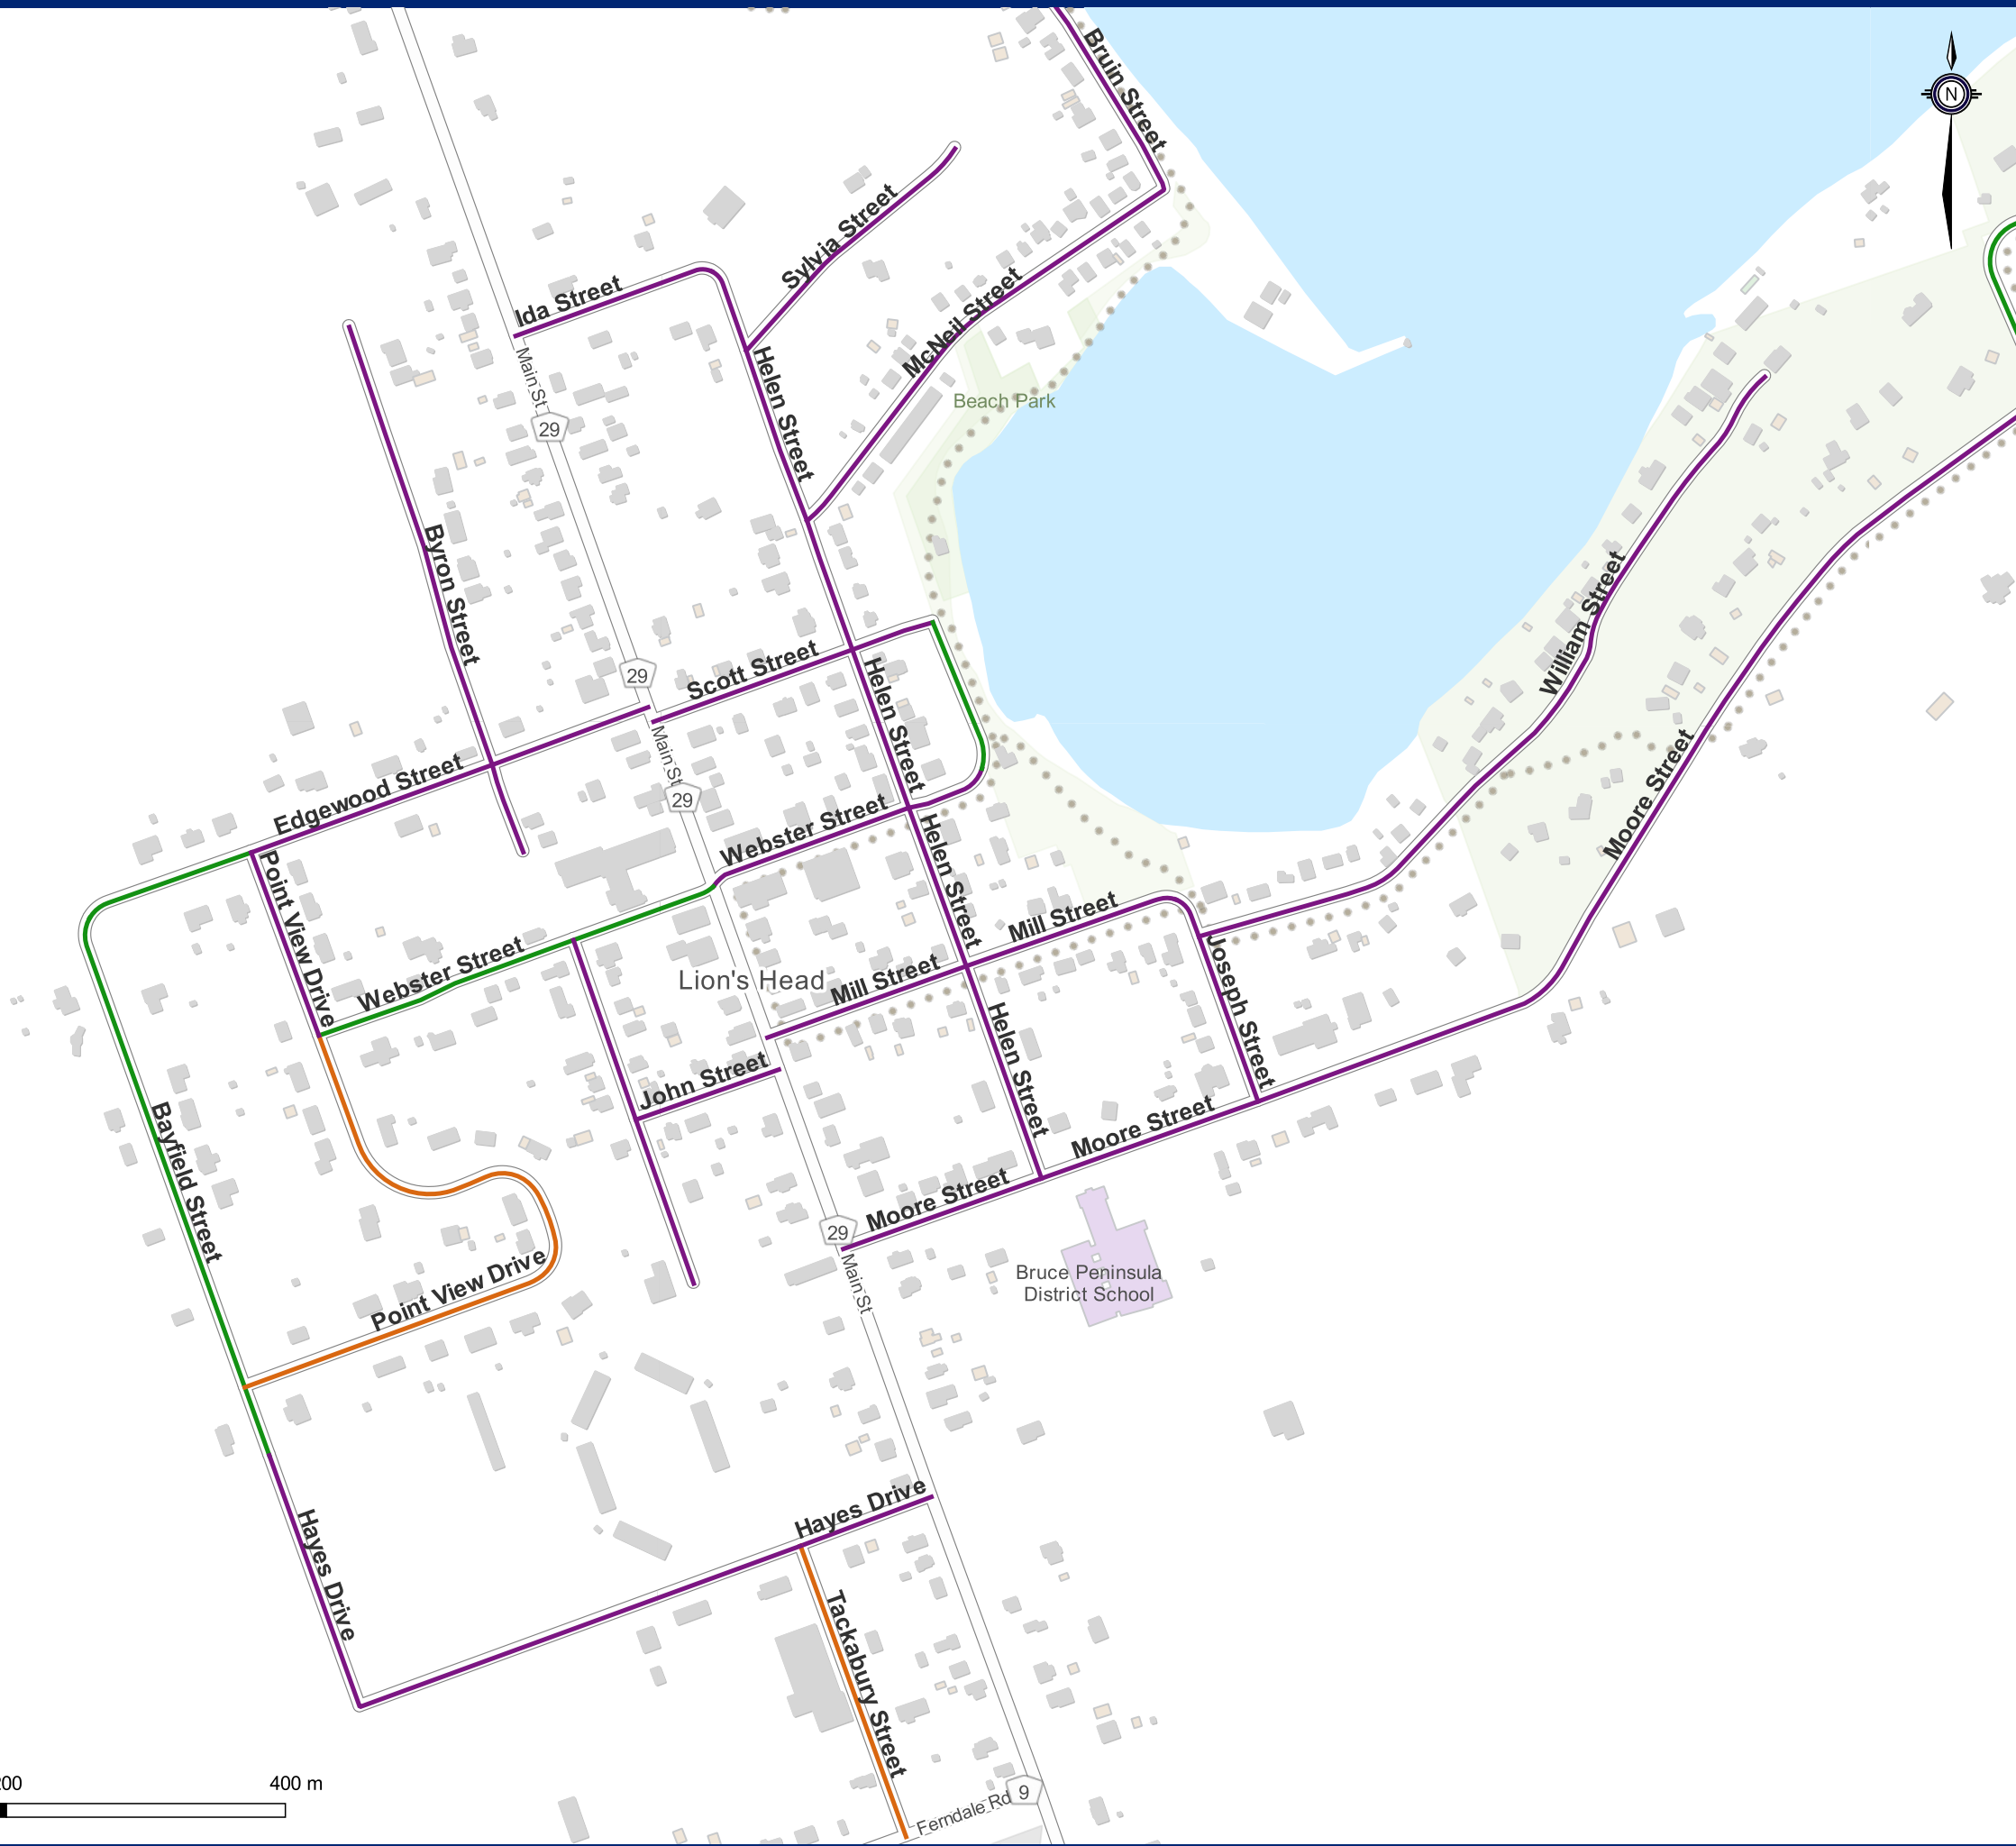 Bruin Street
N
Sylvia Street
Ida Street
McNeil Street
Main St
Helen Street
29
Beach Park
Byron Street
William Street
Scott Street
29
Helen Street
Main St
Moore Street
Edgewood Street
29
Webster Street
Helen Street
Point View Drive
Mill Street
Webster Street
Lion's Head
Mill Street
Joseph Street
Helen Street
John Street
Bayfield Street
Moore Street
Moore Street
29
Main St
Point View Drive
Bruce Peninsula
District School
Hayes Drive
Hayes Drive
Tackabury Street
00
400 m
9
Ferndale Rd